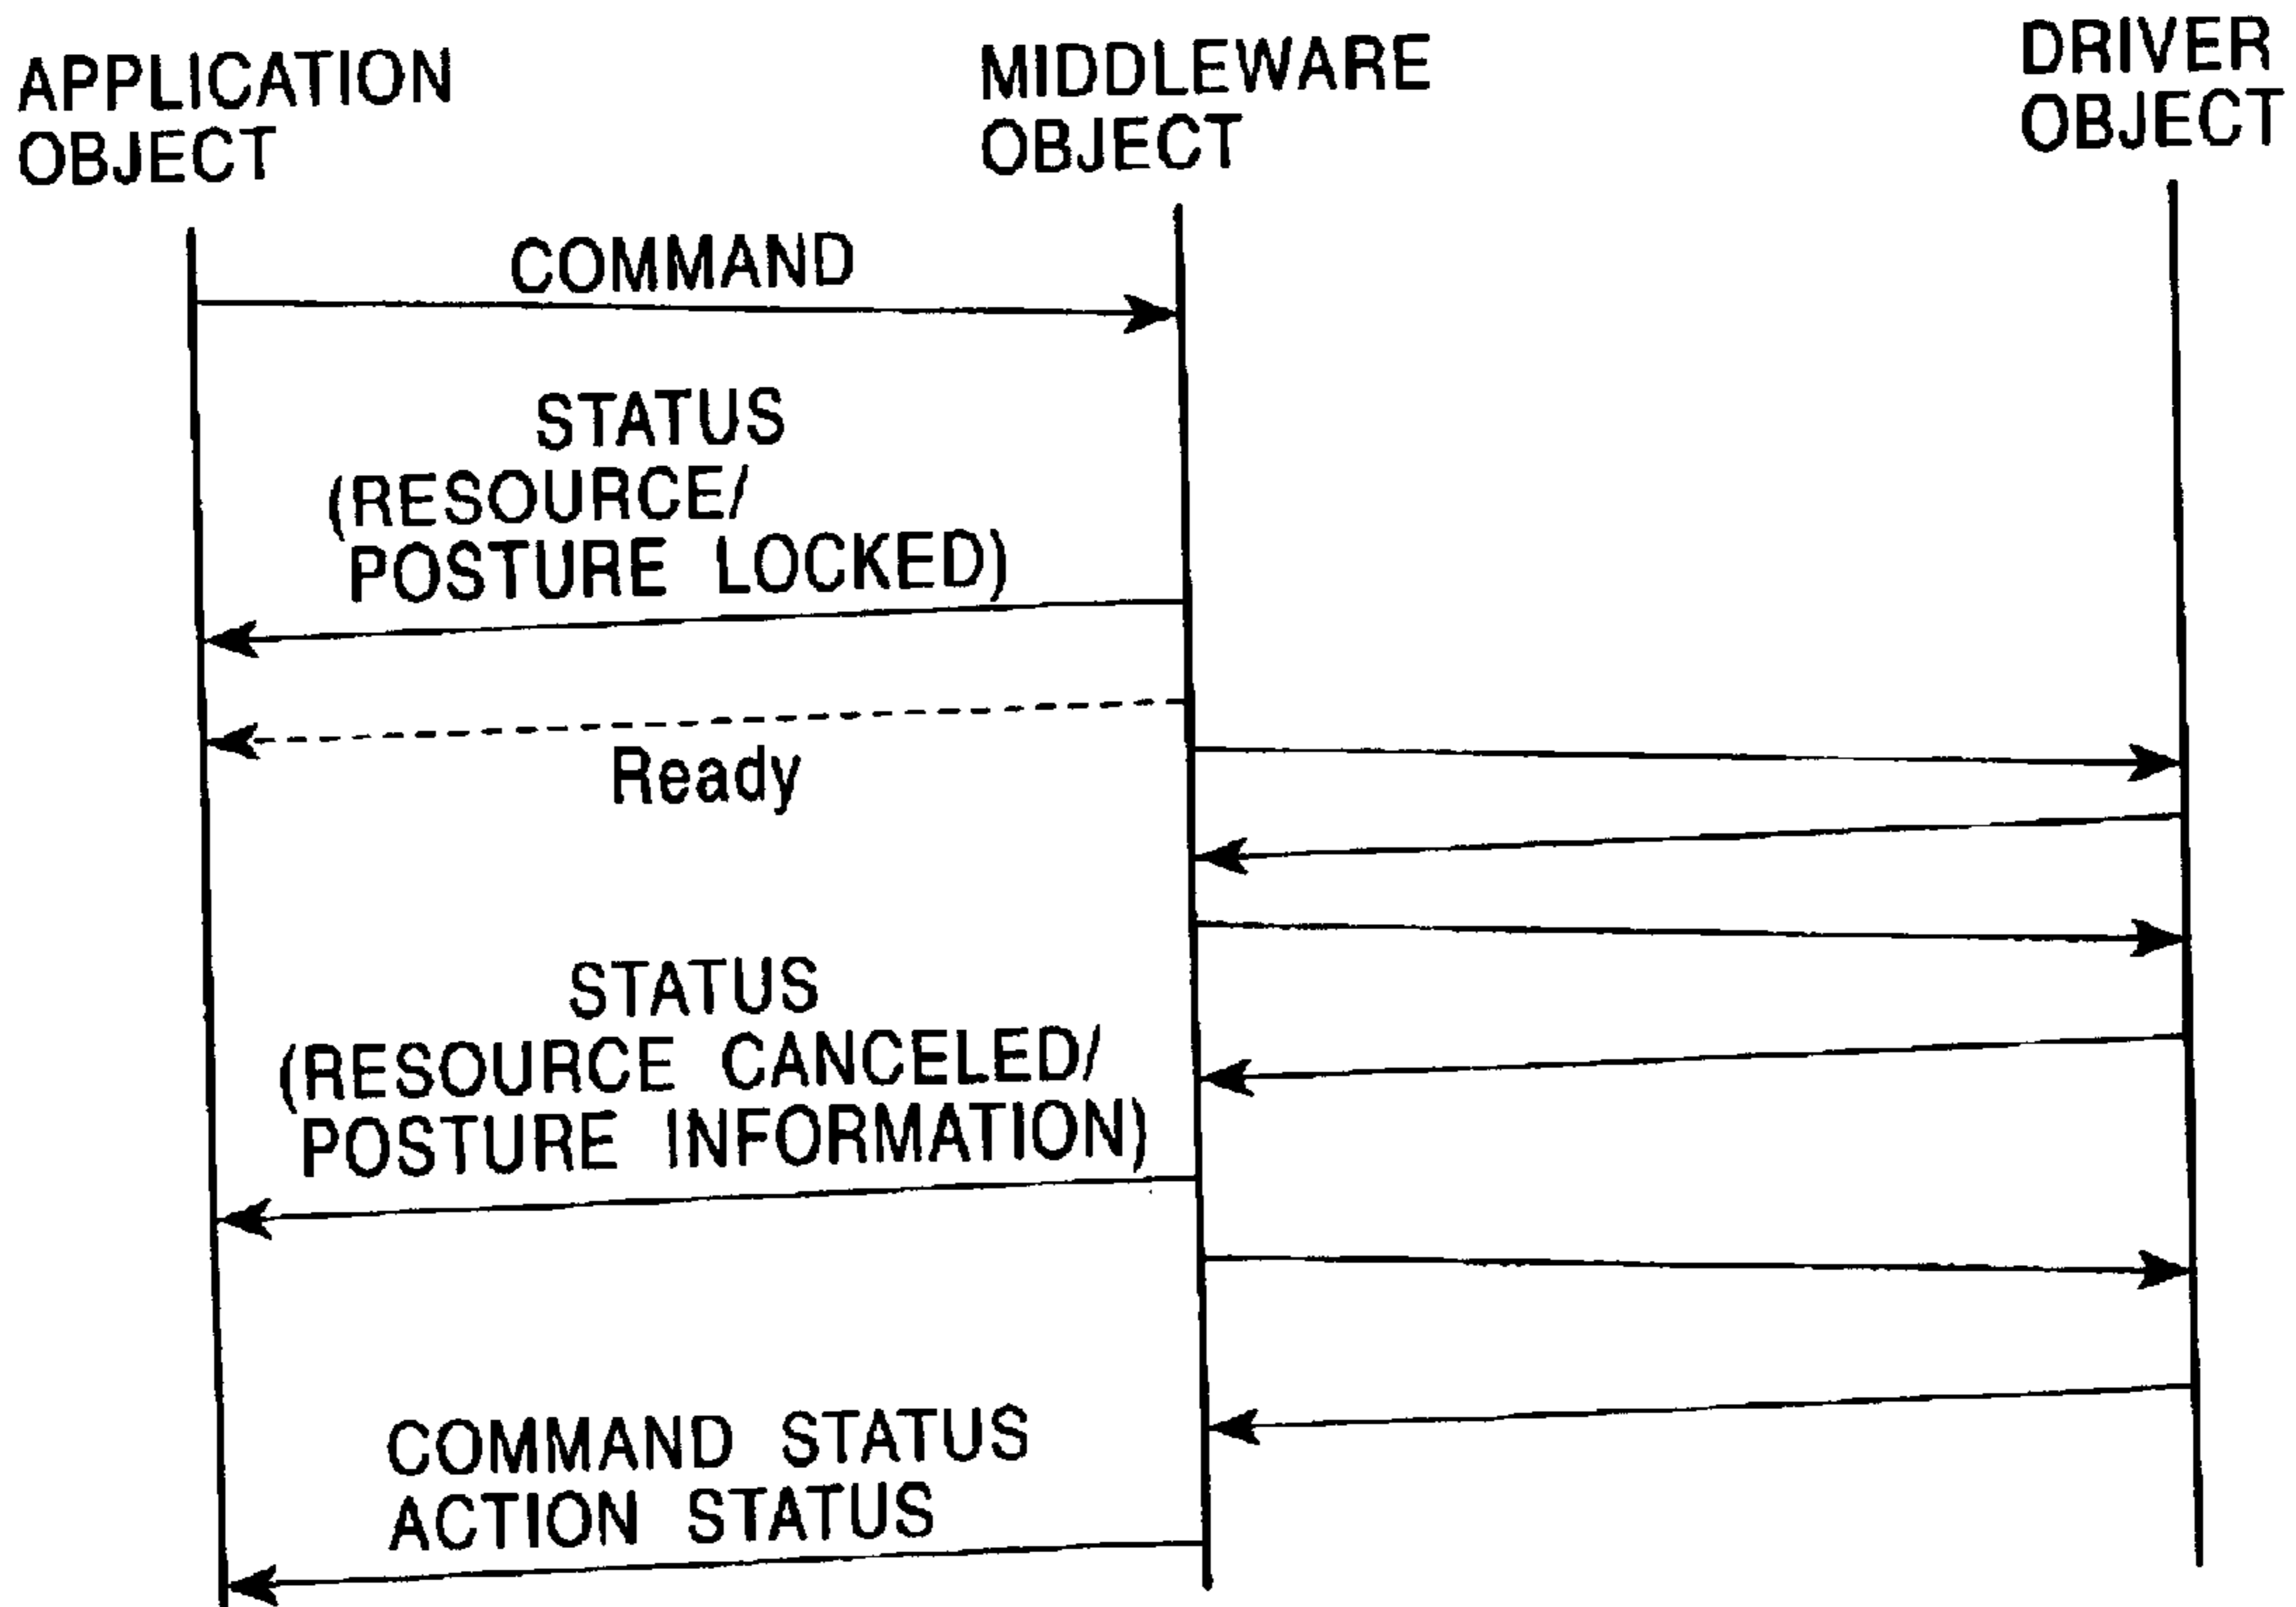 APPLICATION
OBJECT
MIDDLEWARE
OBJECT
DRIVER
OBJECT
COMMAND
STATUS
(RESOURCE/
POSTURE LOCKED)
Ready
STATUS
(RESOURCE CANCELED/
POSTURE INFORMATION)
COMMAND STATUS
ACTION STATUS